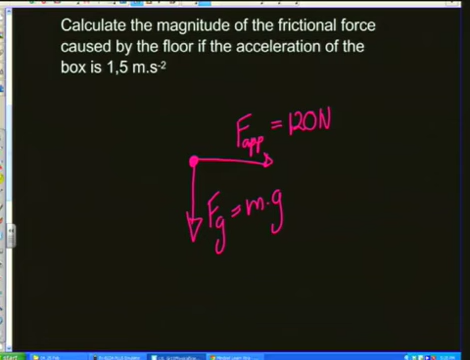 Calculate the magnitude of the frictional force
caused by the floor if the acceleration of the
box is 1,5 m.s-2
Fapp = 120N
Fg = m.g
start